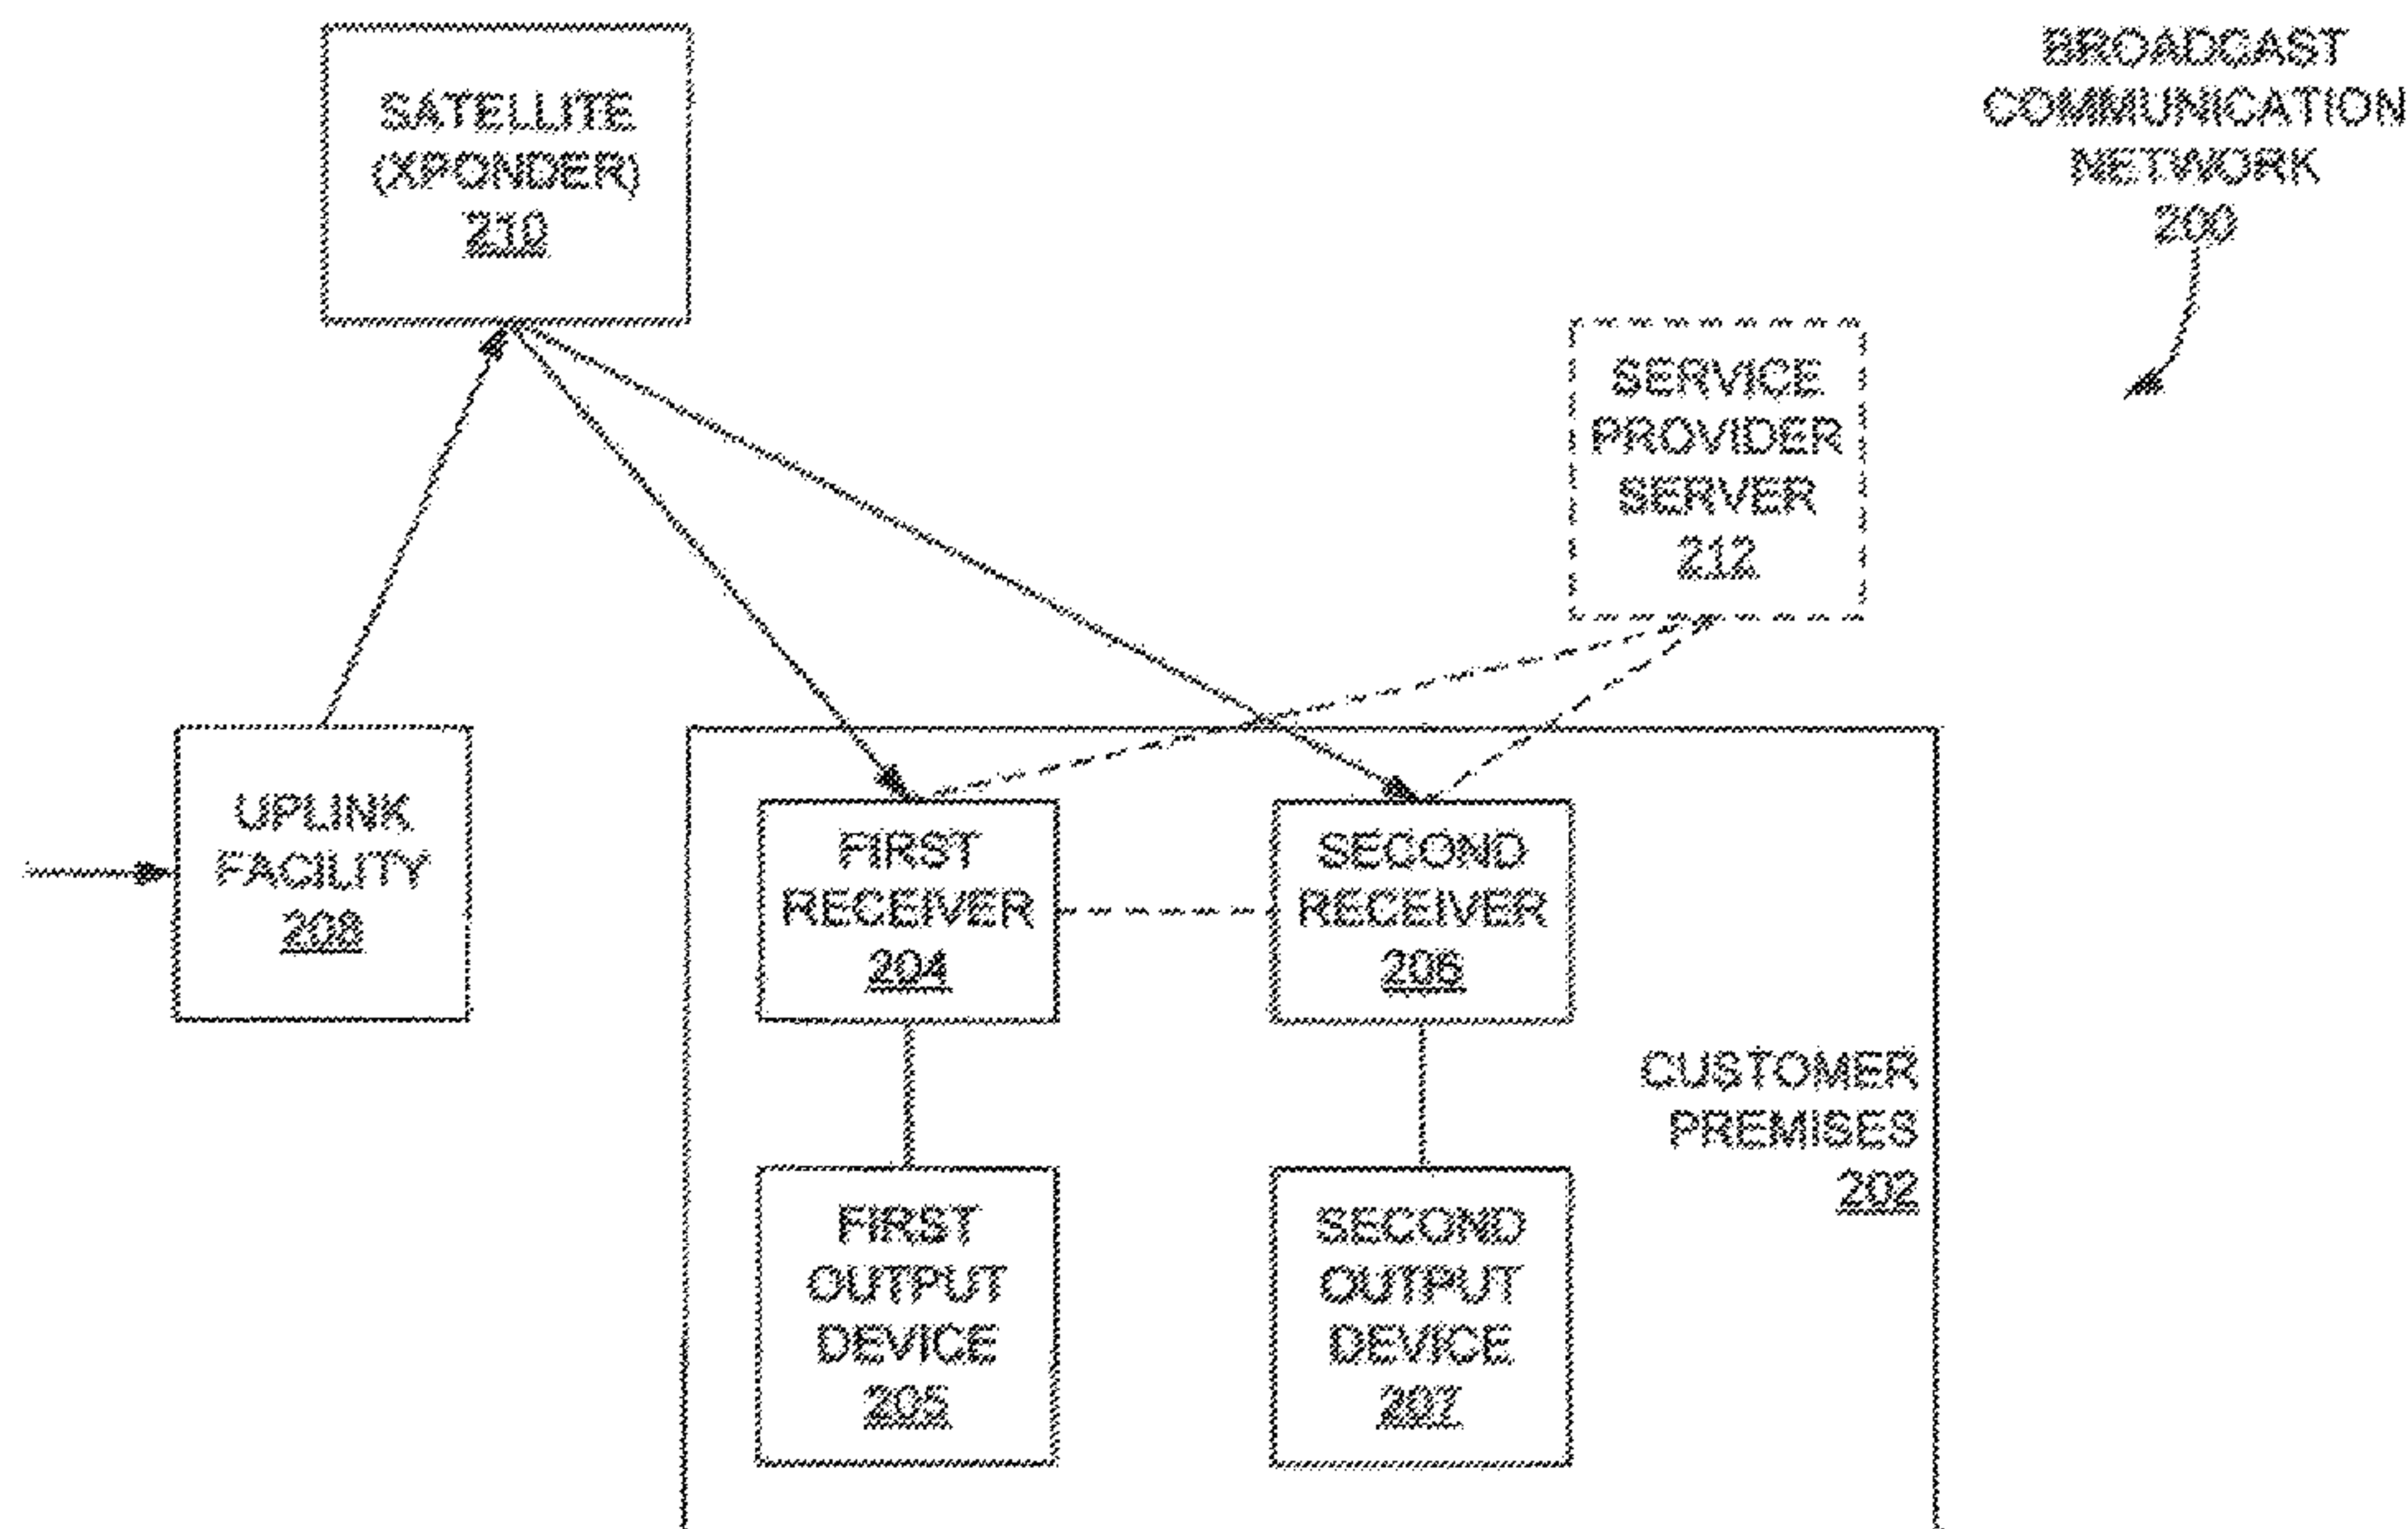 SATELLITE
(XPONDER)
210
BROADCAST
COMMUNICATION
NETWORK
200
SERVICE
PROVIDER
SERVER
212
UPLINK
FACILITY
208
FIRST
RECEIVER
204
SECOND
RECEIVER
206
CUSTOMER
PREMISES
202
FIRST
OUTPUT
DEVICE
205
SECOND
OUTPUT
DEVICE
207